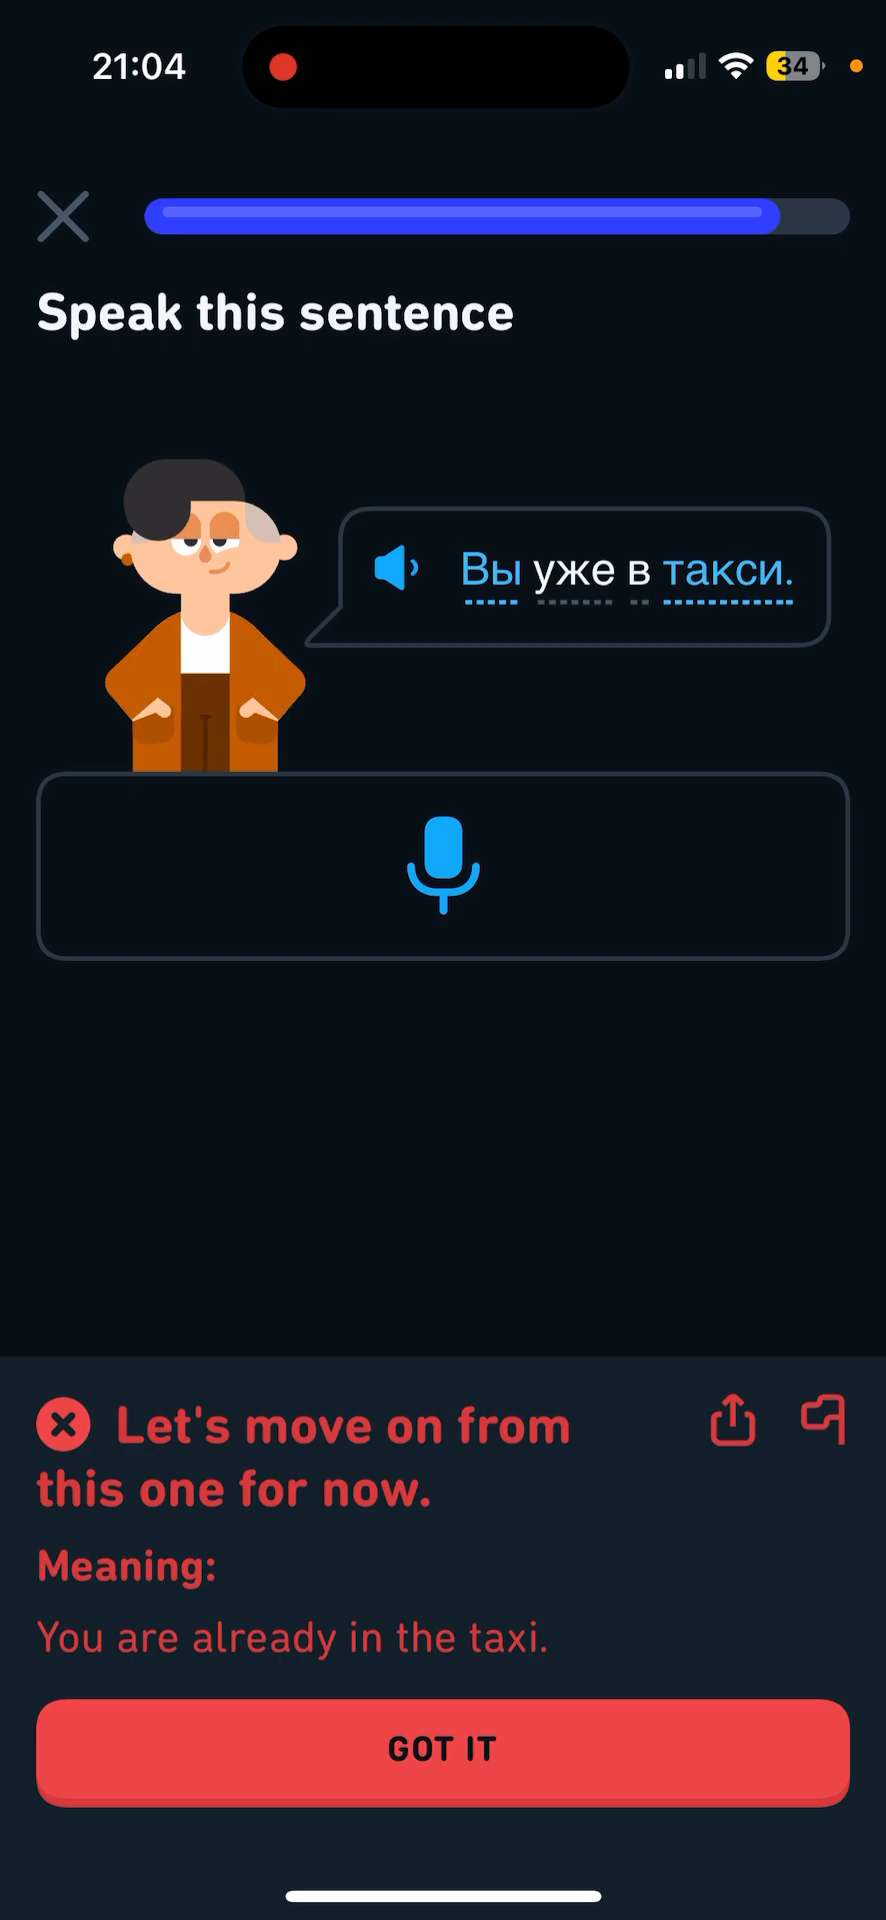 21:04
34
Speak this sentence
Вы уже в такси.
Let's move on from
this one for now.
Meaning:
You are already in the taxi.
GOT IT